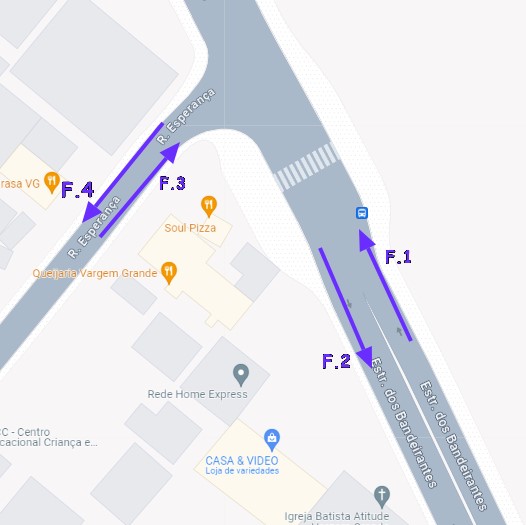 R. Esperança
rasa VG
F.4
F.3
R. Esperança
Soul Pizza
Queijaria Vargem Grande
F.1
F.2
Estr. dos Bandeirantes
Estr. dos Bandeirantes
Rede Home Express
CC - Centro
cacional Criança e...
CASA & VIDEO
Loja de variedades
Igreja Batista Atitude